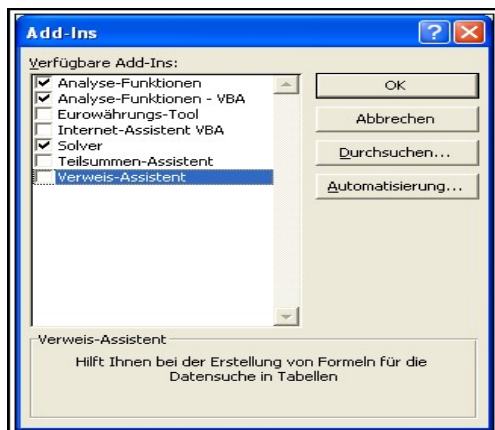 Add-Ins
Verfügbare Add-Ins:
Analyse-Funktionen
Analyse-Funktionen - VBA
Eurowährungs-Tool
Internet-Assistent VBA
Solver
Teilsummen-Assistent
Verweis-Assistent
OK
Abbrechen
Durchsuchen...
Automatisierung...
Verweis-Assistent
Hilft Ihnen bei der Erstellung von Formeln für die
Datensuche in Tabellen